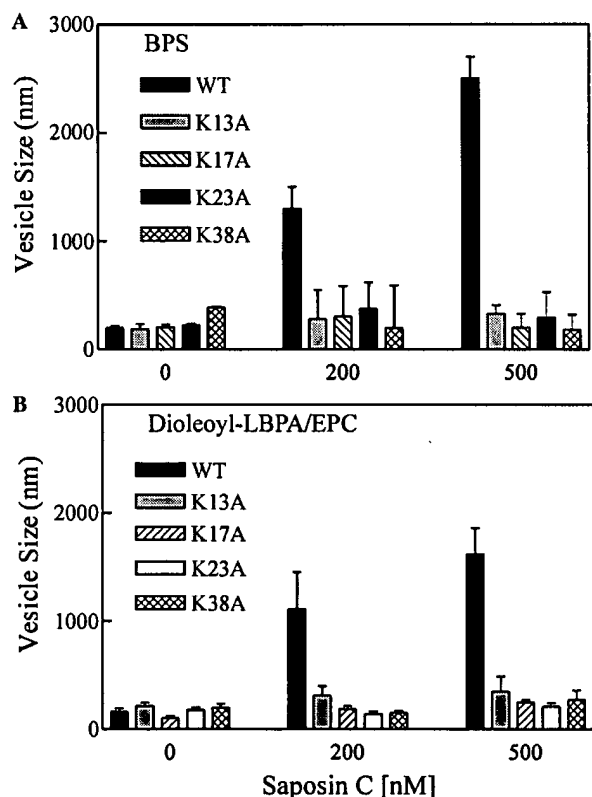 A
3000
BPS
WT
K13A
K17A
K23A
K38A
2000
1000
0
Vesicle Size (nm)
0 200 500
B
3000
Dioleoyl-LBPA/EPC
WT
K13A
K17A
K23A
K38A
2000
1000
0
Vesicle Size (nm)
0 200 500
Saposin C [nM]